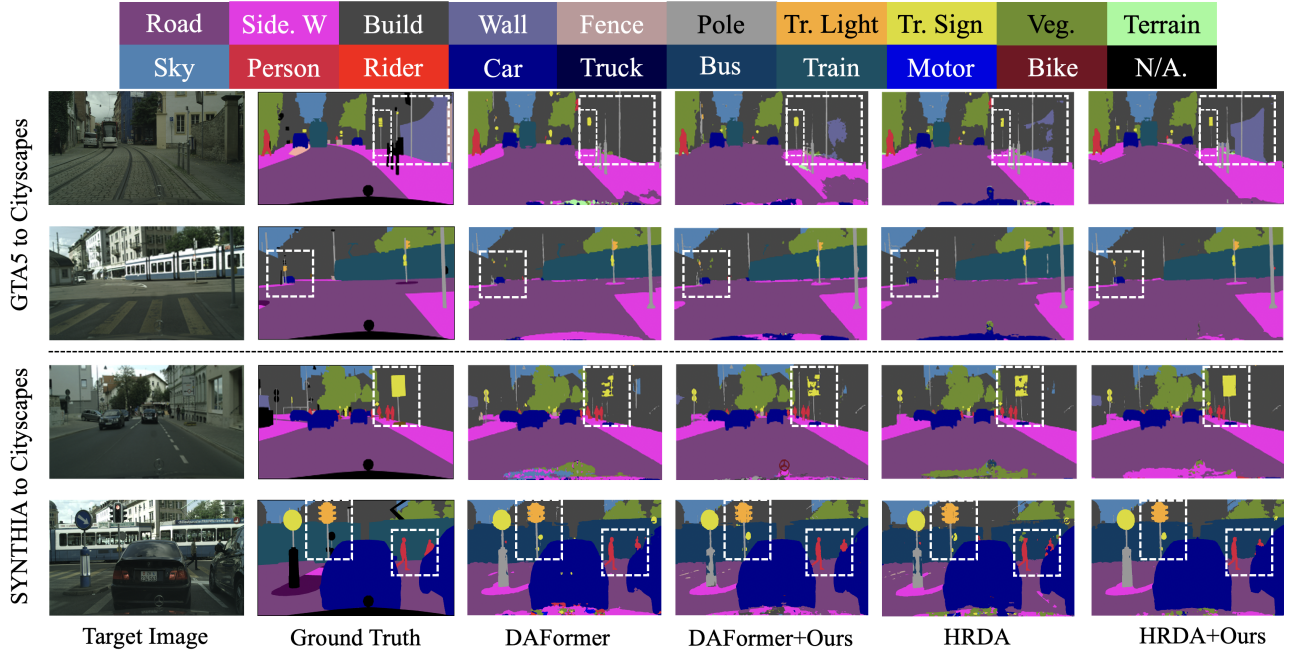 Road Side. W Build Wall Fence Pole Tr. Light Tr. Sign Veg. Terrain
Sky Person Rider Car Truck Bus Train Motor Bike N/A.
GTA5 to Cityscapes
SYNTHIA to Cityscapes
Target Image Ground Truth DAFormer DAFormer+Ours HRDA HRDA+Ours